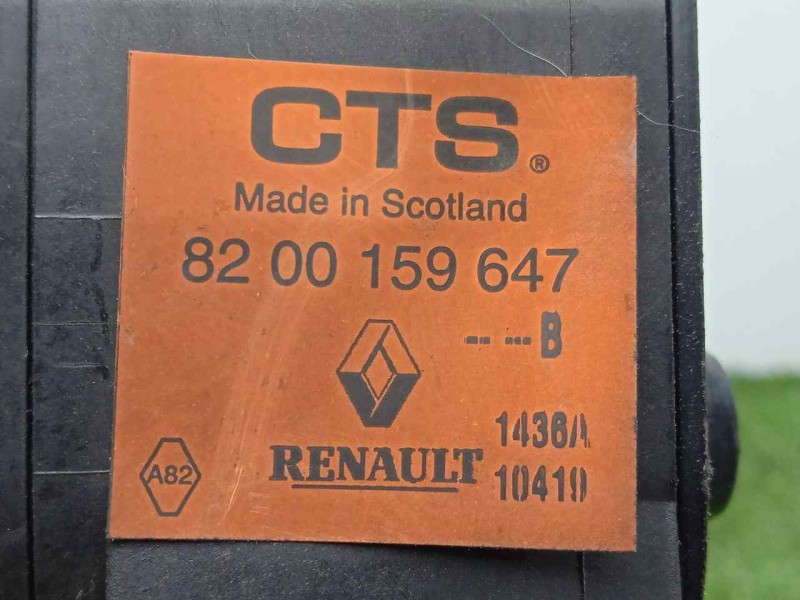 CTS®
Made in Scotland
82 00 159 647
-- --- B
1436A
A82
RENAULT
10419